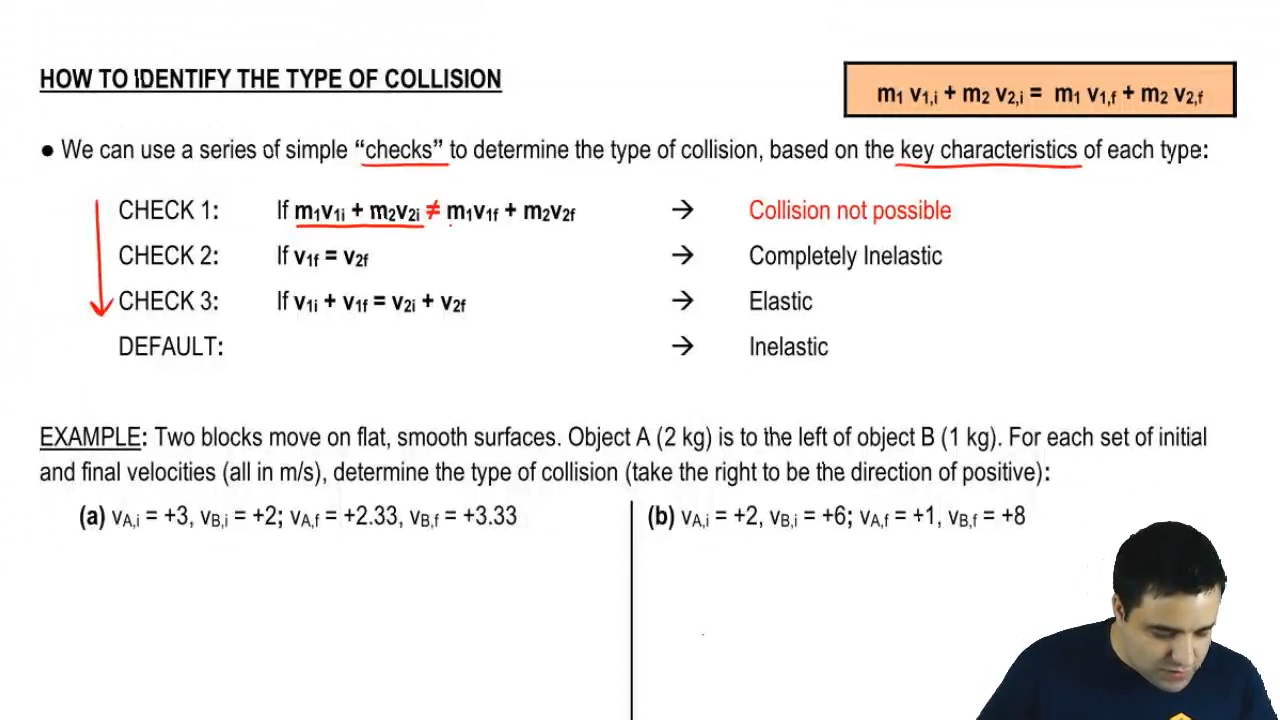 HOW TO IDENTIFY THE TYPE OF COLLISION
m₁ v₁,ᵢ + m₂ v₂,ᵢ = m₁ v₁,f + m₂ v₂,f
● We can use a series of simple “checks” to determine the type of collision, based on the key characteristics of each type:
CHECK 1: If m₁v₁ᵢ + m₂v₂ᵢ ≠ m₁v₁f + m₂v₂f → Collision not possible
CHECK 2: If v₁f = v₂f → Completely Inelastic
CHECK 3: If v₁ᵢ + v₁f = v₂ᵢ + v₂f → Elastic
DEFAULT: → Inelastic
EXAMPLE: Two blocks move on flat, smooth surfaces. Object A (2 kg) is to the left of object B (1 kg). For each set of initial
and final velocities (all in m/s), determine the type of collision (take the right to be the direction of positive):
(a) vA,i = +3, vB,i = +2; vA,f = +2.33, vB,f = +3.33
(b) vA,i = +2, vB,i = +6; vA,f = +1, vB,f = +8